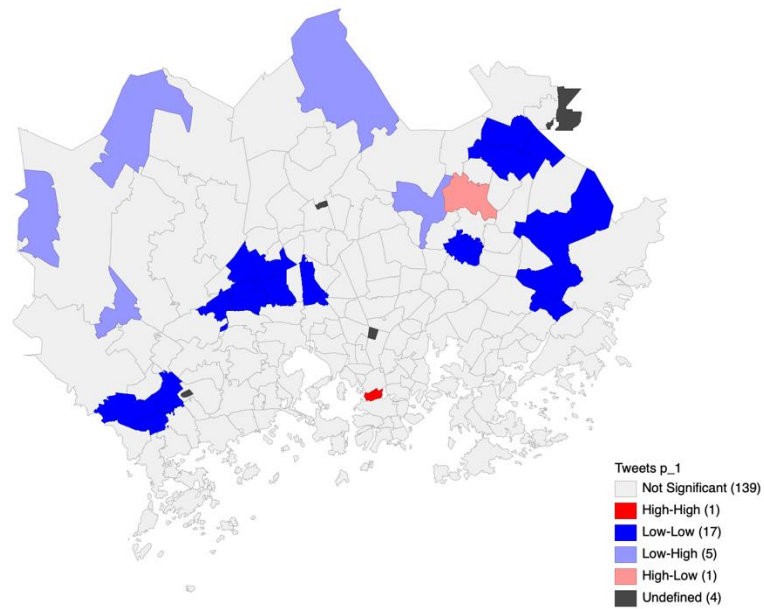 Tweets p_1
Not Significant (139)
High-High (1)
Low-Low (17)
Low-High (5)
High-Low (1)
Undefined (4)